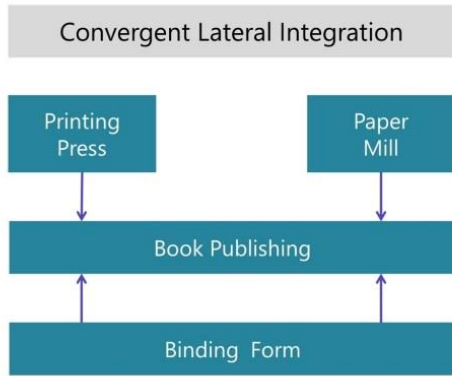 Convergent Lateral Integration
Printing
Press
Paper
Mill
Book Publishing
Binding Form